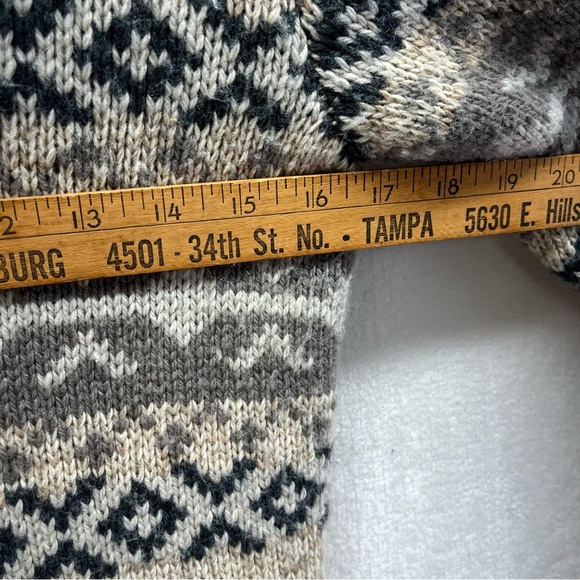 2 13 14 15 16 17 18 19 20
BURG 4501 - 34th St. No. • TAMPA 5630 E. Hills